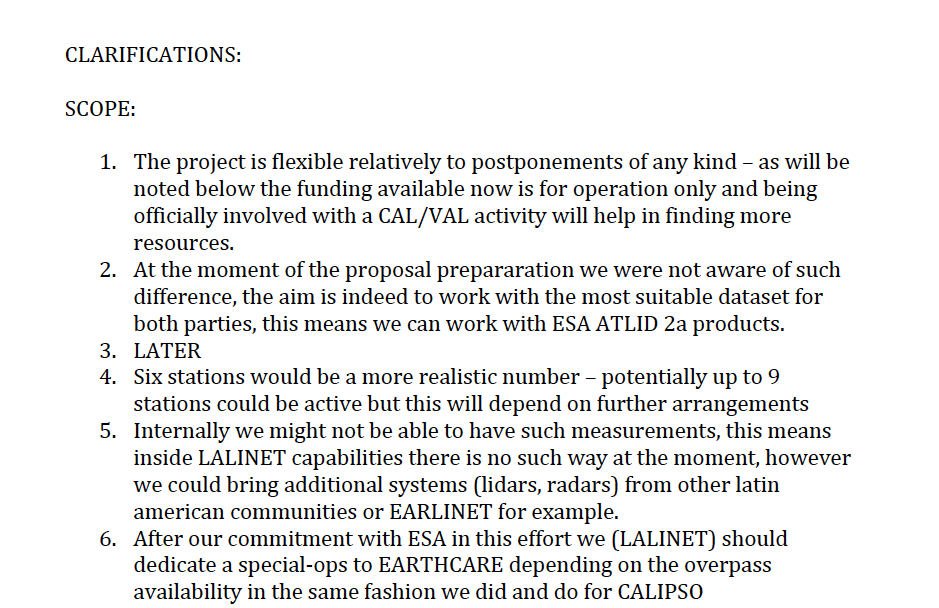 CLARIFICATIONS:
SCOPE:
1. The project is flexible relatively to postponements of any kind – as will be
noted below the funding available now is for operation only and being
officially involved with a CAL/VAL activity will help in finding more
resources.
2. At the moment of the proposal prepararation we were not aware of such
difference, the aim is indeed to work with the most suitable dataset for
both parties, this means we can work with ESA ATLID 2a products.
3. LATER
4. Six stations would be a more realistic number – potentially up to 9
stations could be active but this will depend on further arrangements
5. Internally we might not be able to have such measurements, this means
inside LALINET capabilities there is no such way at the moment, however
we could bring additional systems (lidars, radars) from other latin
american communities or EARLINET for example.
6. After our commitment with ESA in this effort we (LALINET) should
dedicate a special-ops to EARTHCARE depending on the overpass
availability in the same fashion we did and do for CALIPSO